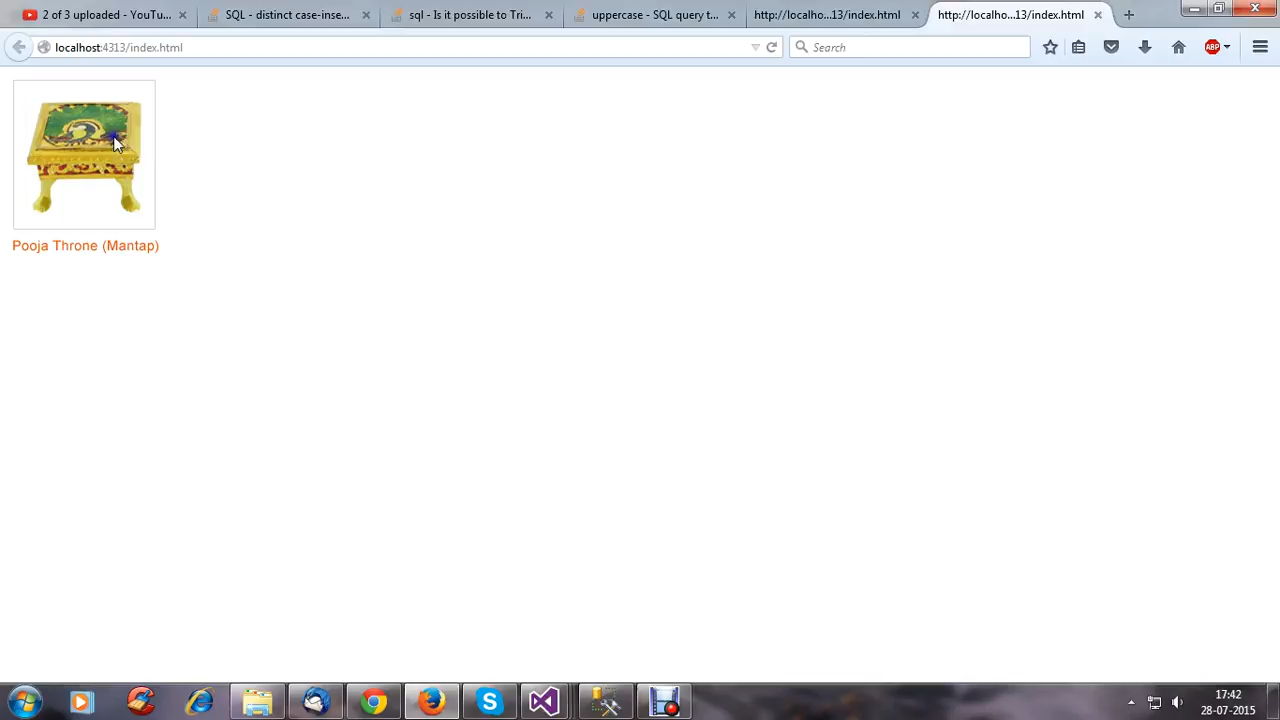 2 of 3 uploaded - YouTu...
SQL - distinct case-inse...
sql - Is it possible to Tri...
uppercase - SQL query t...
http://localho...13/index.html
http://localho...13/index.html
localhost:4313/index.html
Search
ABP
Pooja Throne (Mantap)
17:42
28-07-2015